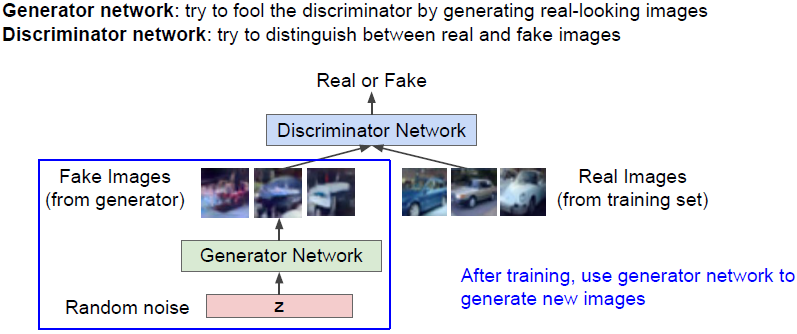 Generator network: try to fool the discriminator by generating real-looking images
Discriminator network: try to distinguish between real and fake images
Real or Fake
Discriminator Network
Fake Images
(from generator)
Real Images
(from training set)
Generator Network
After training, use generator network to
generate new images
Random noise
z